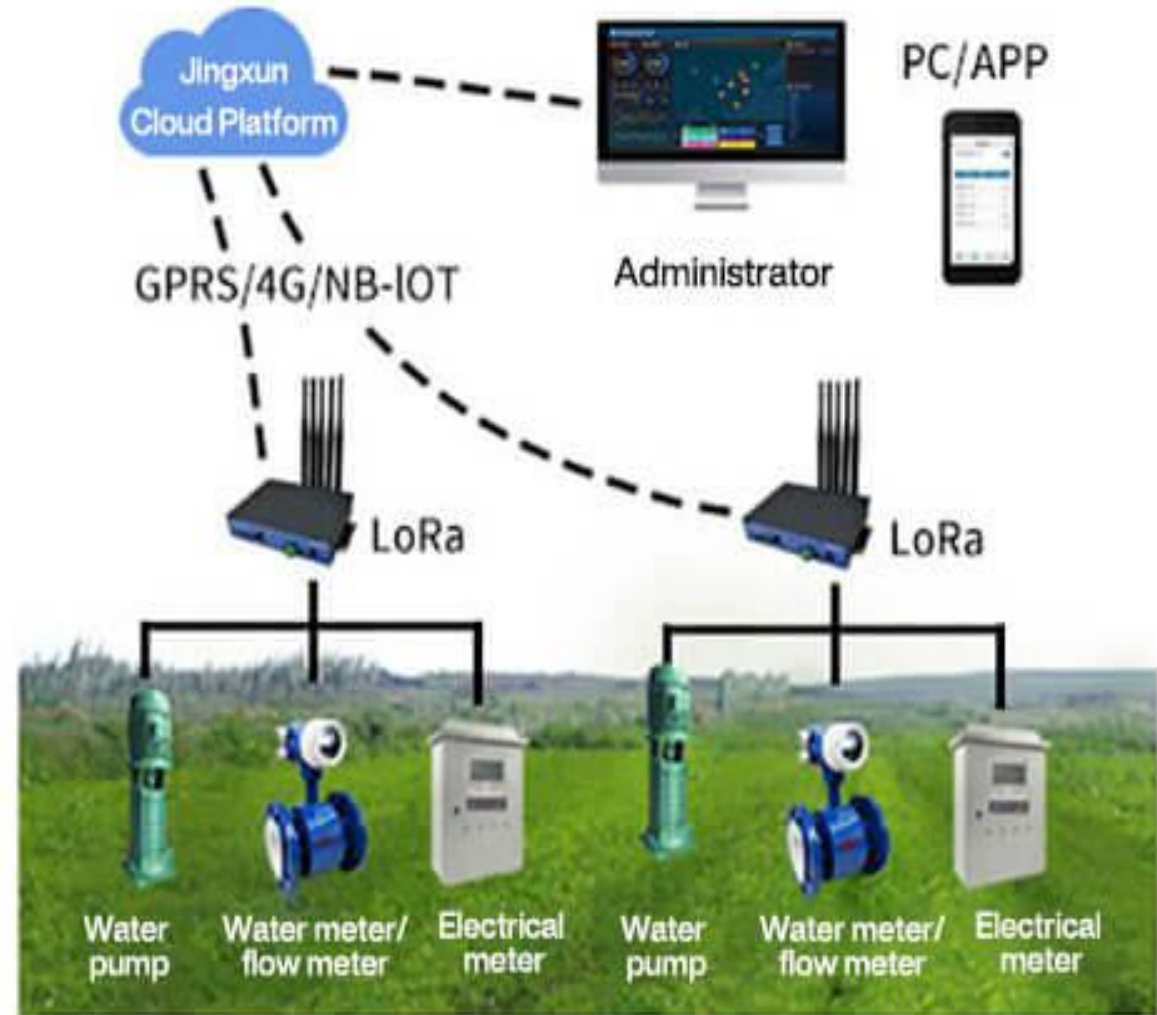 Jingxun
Cloud Platform
PC/APP
Administrator
GPRS/4G/NB-IOT
LoRa
LoRa
Water
pump
Water meter/
flow meter
Electrical
meter
Water
pump
Water meter/
flow meter
Electrical
meter